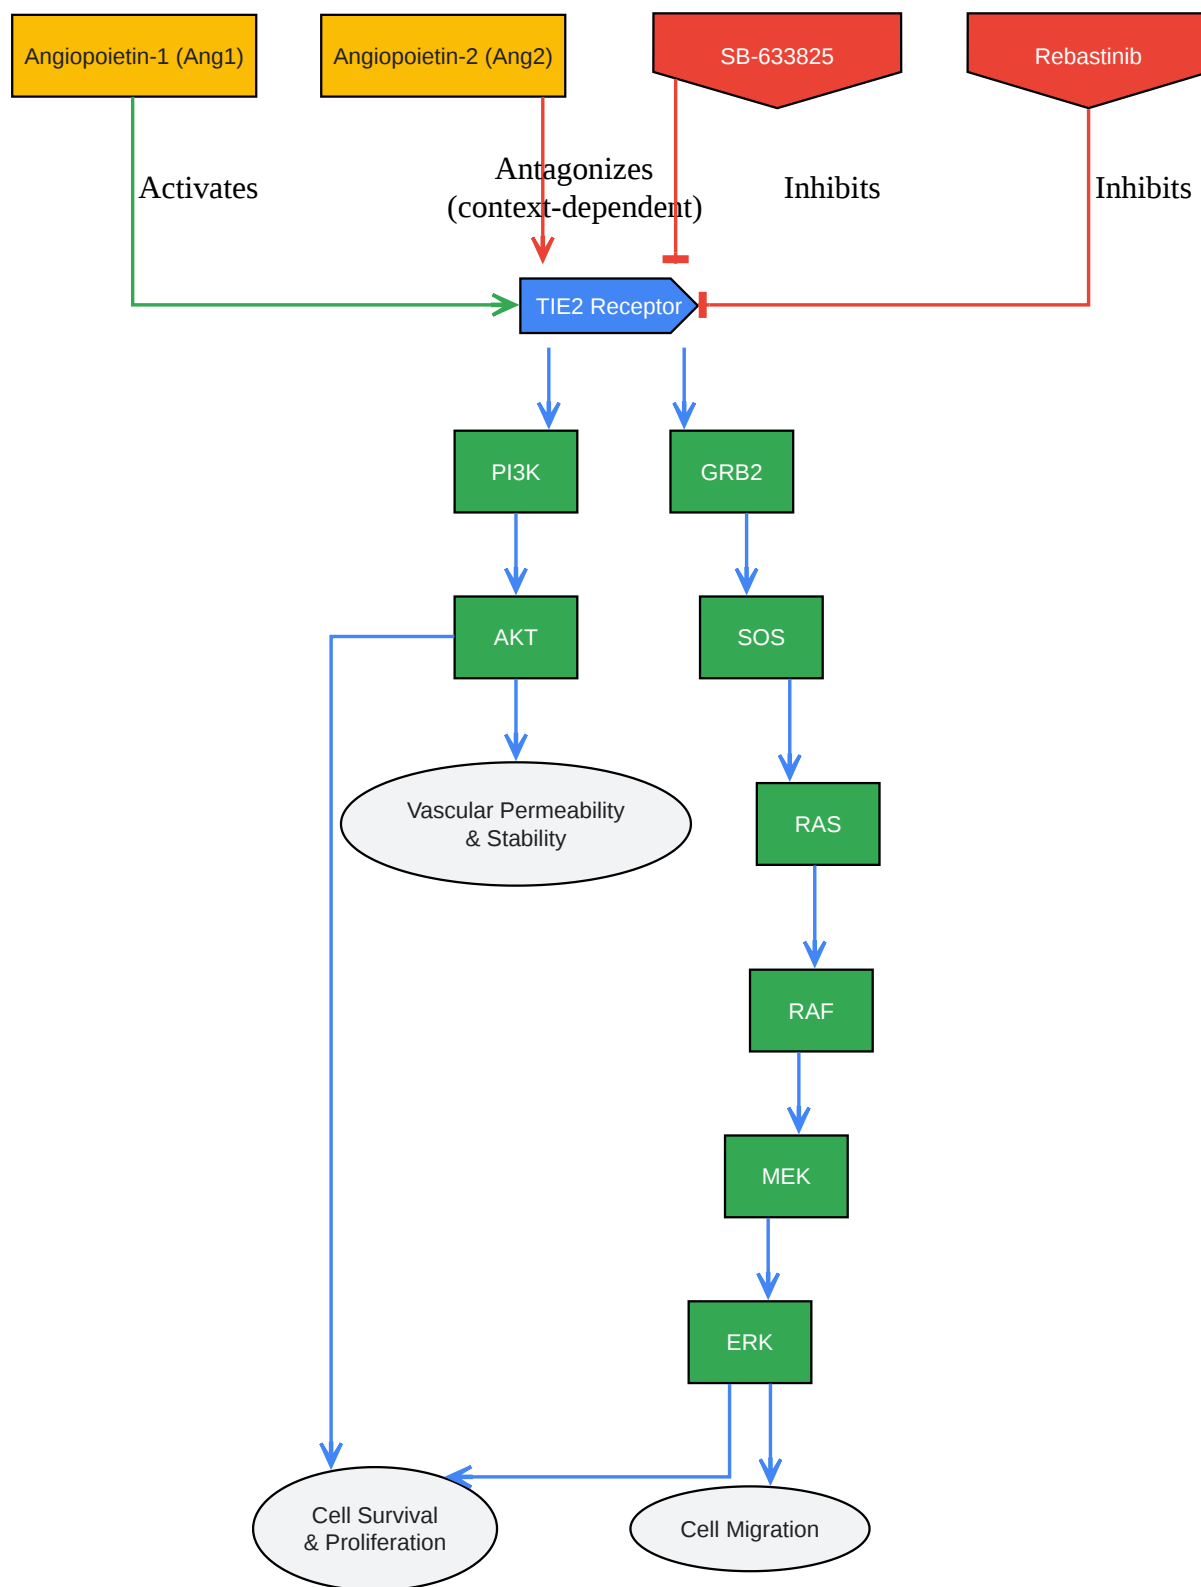 Angiopoietin-1 (Ang1)
Angiopoietin-2 (Ang2)
SB-633825
Rebastinib
Activates
Antagonizes
(context-dependent)
Inhibits
Inhibits
TIE2 Receptor
PI3K
GRB2
AKT
SOS
Vascular Permeability
& Stability
RAS
RAF
MEK
ERK
Cell Survival
& Proliferation
Cell Migration